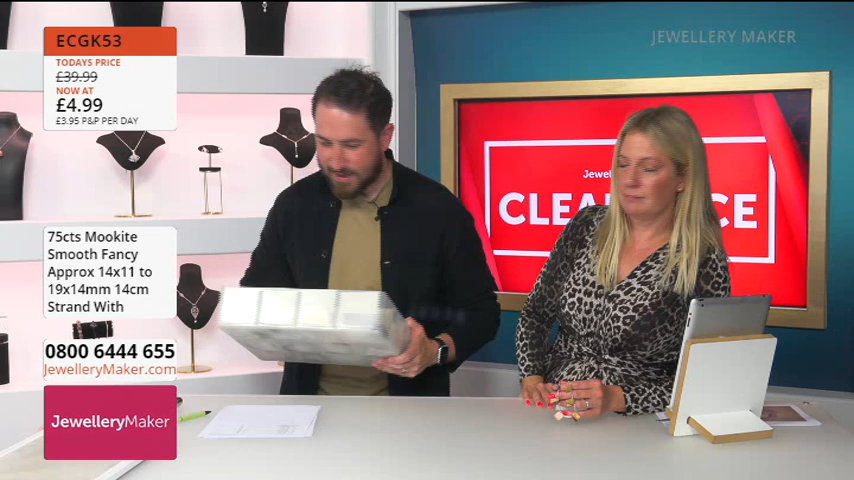 ECGK53
TODAYS PRICE
£39.99
NOW AT
£4.99
£3.95 P&P PER DAY
JEWELLERY MAKER
75cts Mookite
Smooth Fancy
Approx 14x11 to
19x14mm 14cm
Strand With
0800 6444 655
JewelleryMaker.com
JewelleryMaker